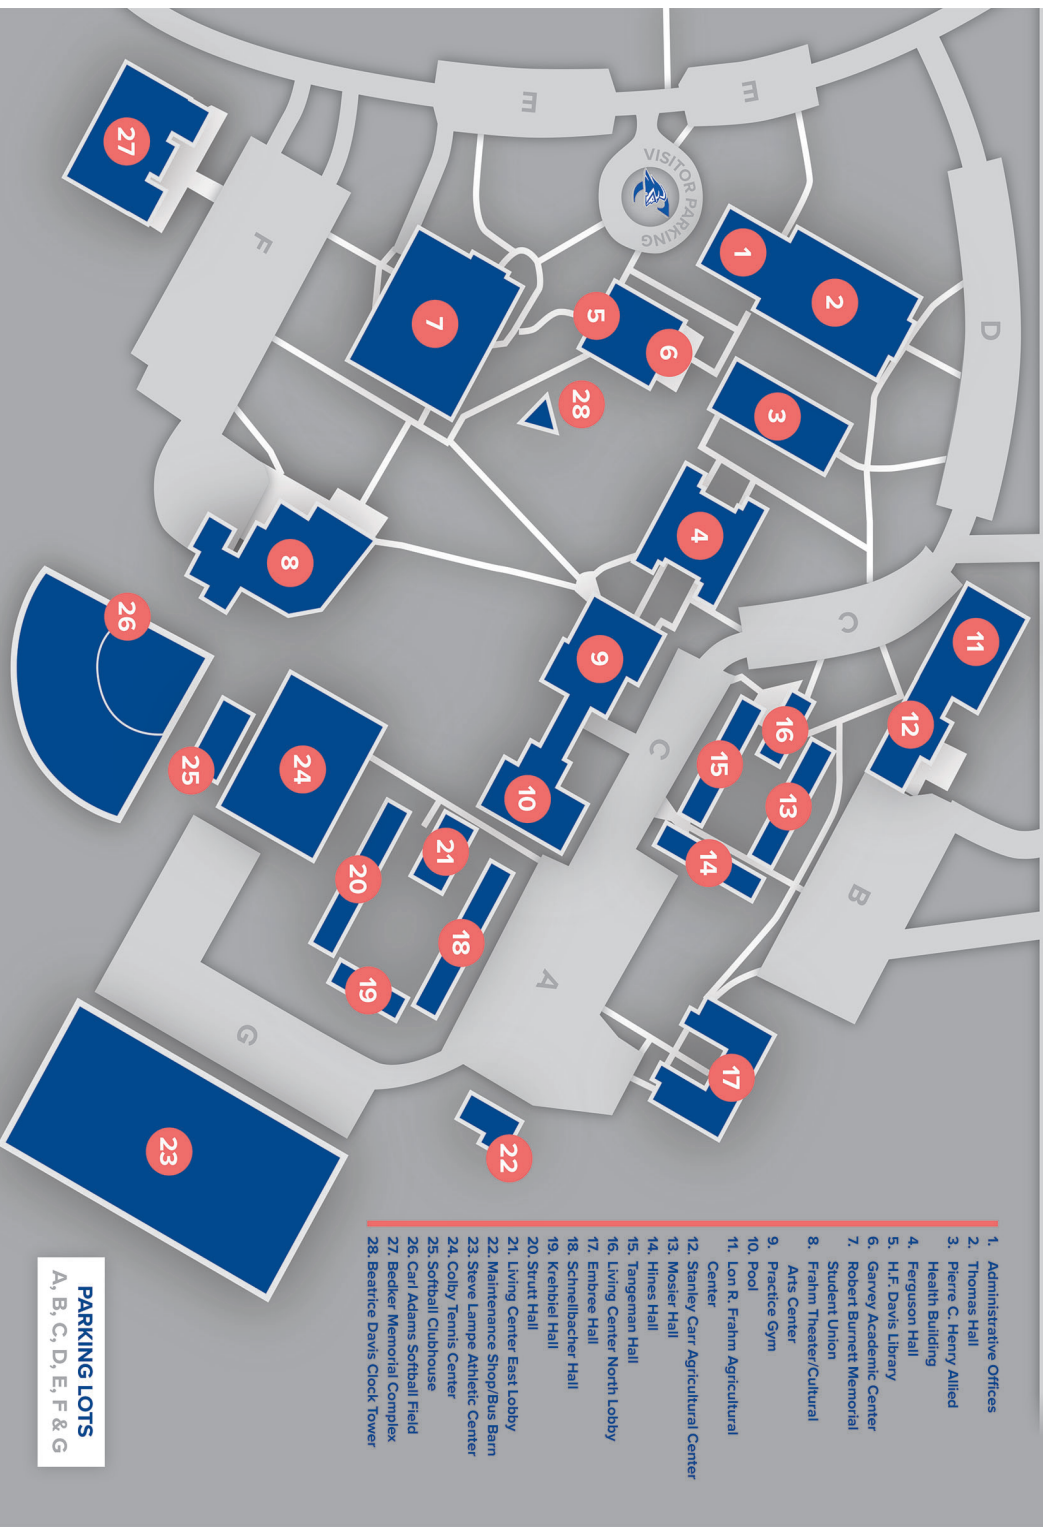 E
E
VISITOR PARKING
D
F
C
C
B
A
G
1
2
3
4
5
6
7
8
9
10
11
12
13
14
15
16
17
18
19
20
21
22
23
24
25
26
27
28
1. Administrative Offices
2. Thomas Hall
3. Pierre C. Henry Allied
Health Building
4. Ferguson Hall
5. H.F. Davis Library
6. Garvey Academic Center
7. Robert Burnett Memorial
Student Union
8. Frahm Theater/Cultural
Arts Center
9. Practice Gym
10. Pool
11. Lon R. Frahm Agricultural
Center
12. Stanley Carr Agricultural Center
13. Mosier Hall
14. Hines Hall
15. Tangeman Hall
16. Living Center North Lobby
17. Embree Hall
18. Schnellbacher Hall
19. Krehbiel Hall
20. Strutt Hall
21. Living Center East Lobby
22. Maintenance Shop/Bus Barn
23. Steve Lampe Athletic Center
24. Colby Tennis Center
25. Softball Clubhouse
26. Carl Adams Softball Field
27. Bedker Memorial Complex
28. Beatrice Davis Clock Tower
PARKING LOTS
A, B, C, D, E, F & G